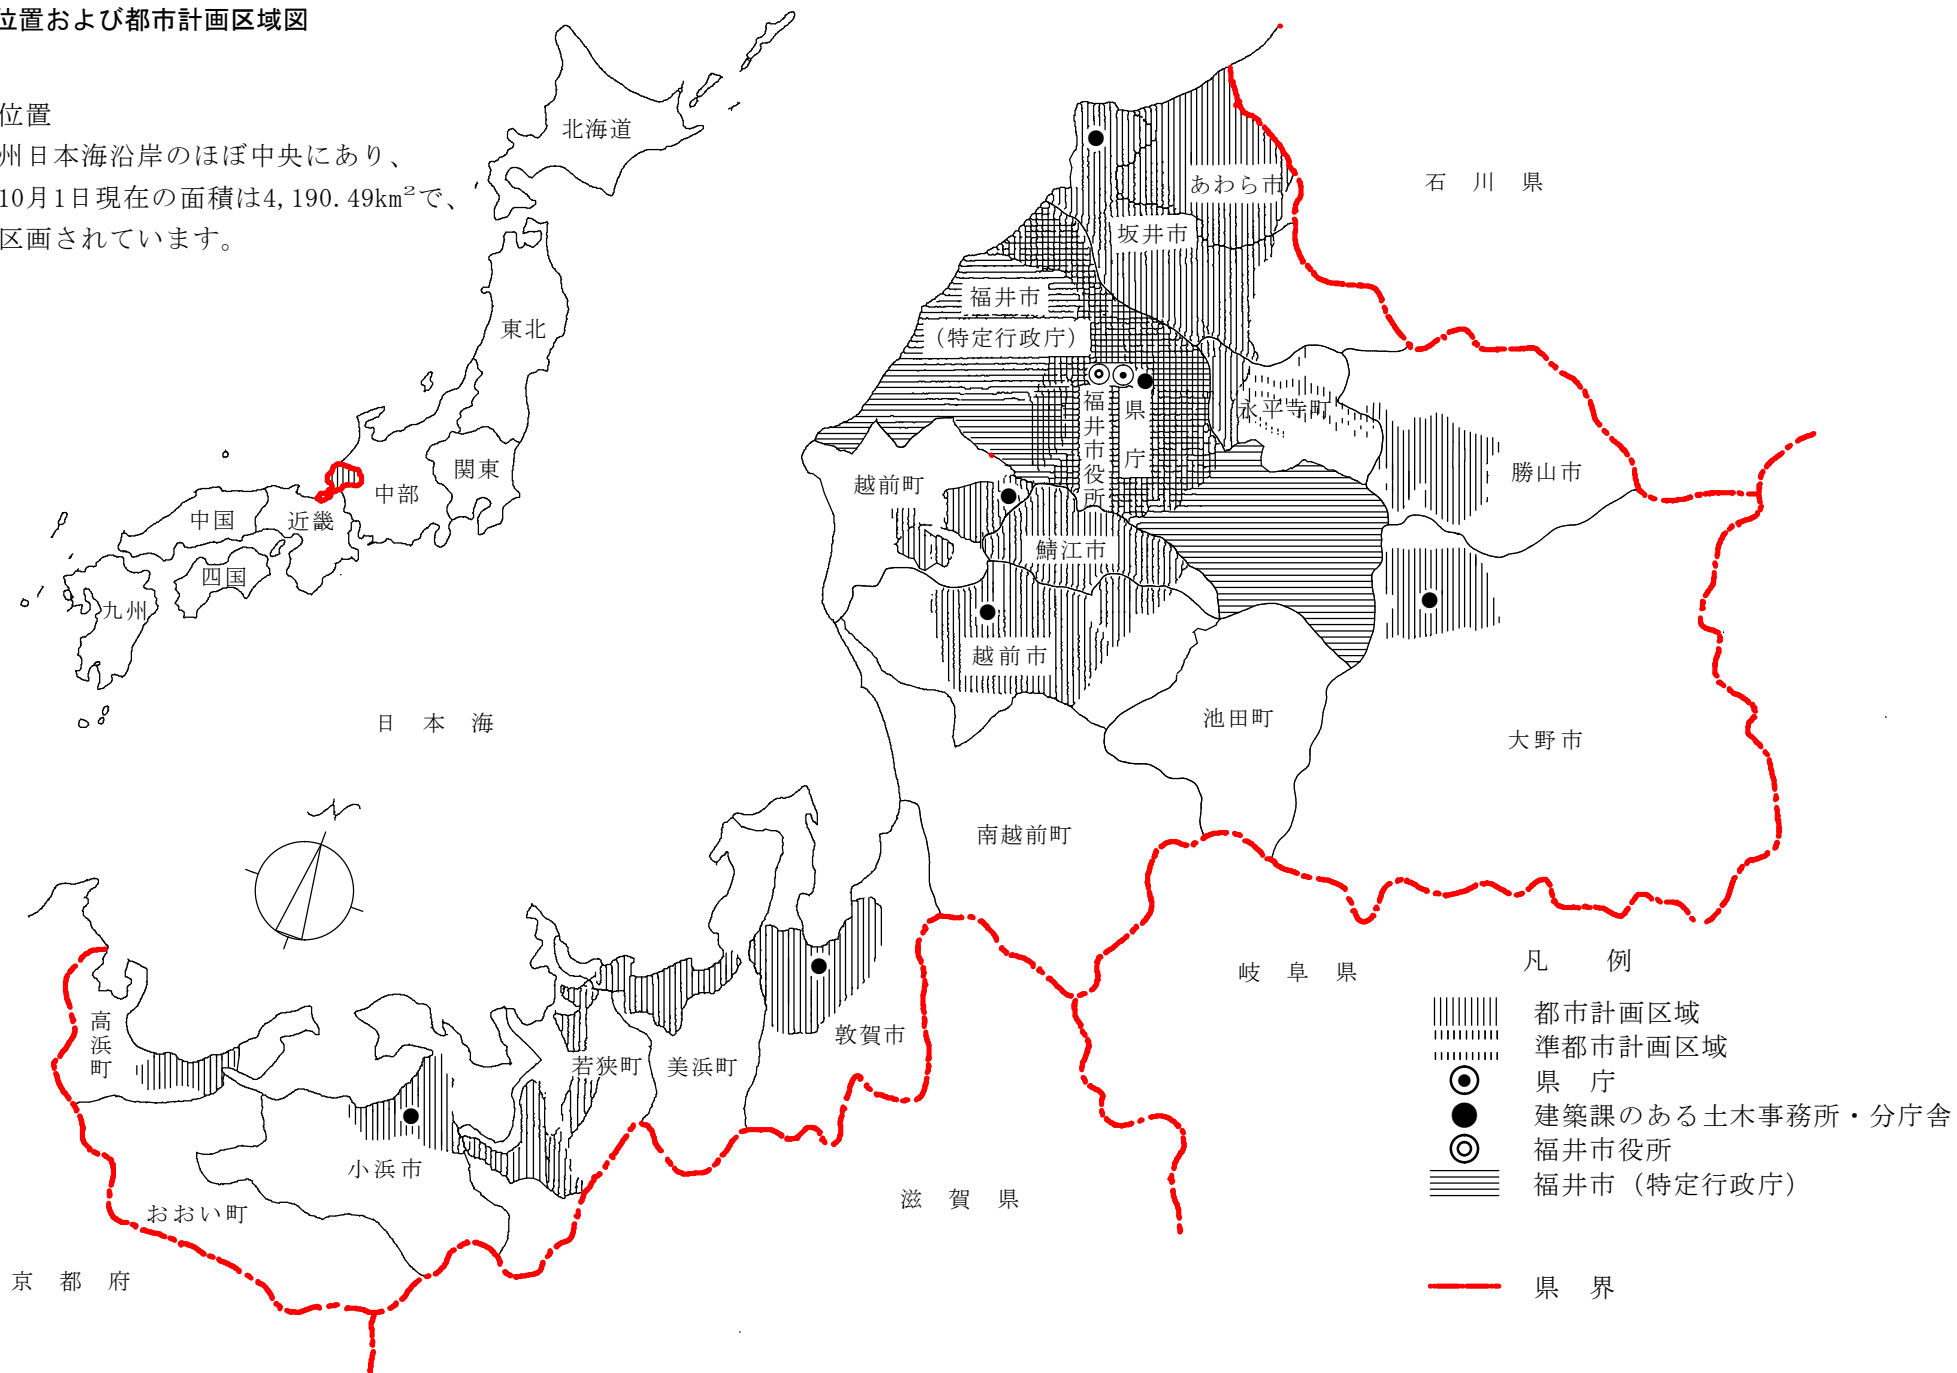 位置および都市計画区域図
位置
州日本海沿岸のほぼ中央にあり、
10月1日現在の面積は4,190.49km²で、
区画されています。
北海道
東北
関東
中部
近畿
中国
四国
九州
日本海
石川県
あわら市
坂井市
福井市
（特定行政庁）
福井市役所
県庁
永平寺町
勝山市
越前町
鯖江市
越前市
池田町
大野市
南越前町
岐阜県
敦賀市
美浜町
若狭町
高浜町
小浜市
おおい町
滋賀県
京都府
凡例
都市計画区域
準都市計画区域
県庁
建築課のある土木事務所・分庁舎
福井市役所
福井市（特定行政庁）
県界